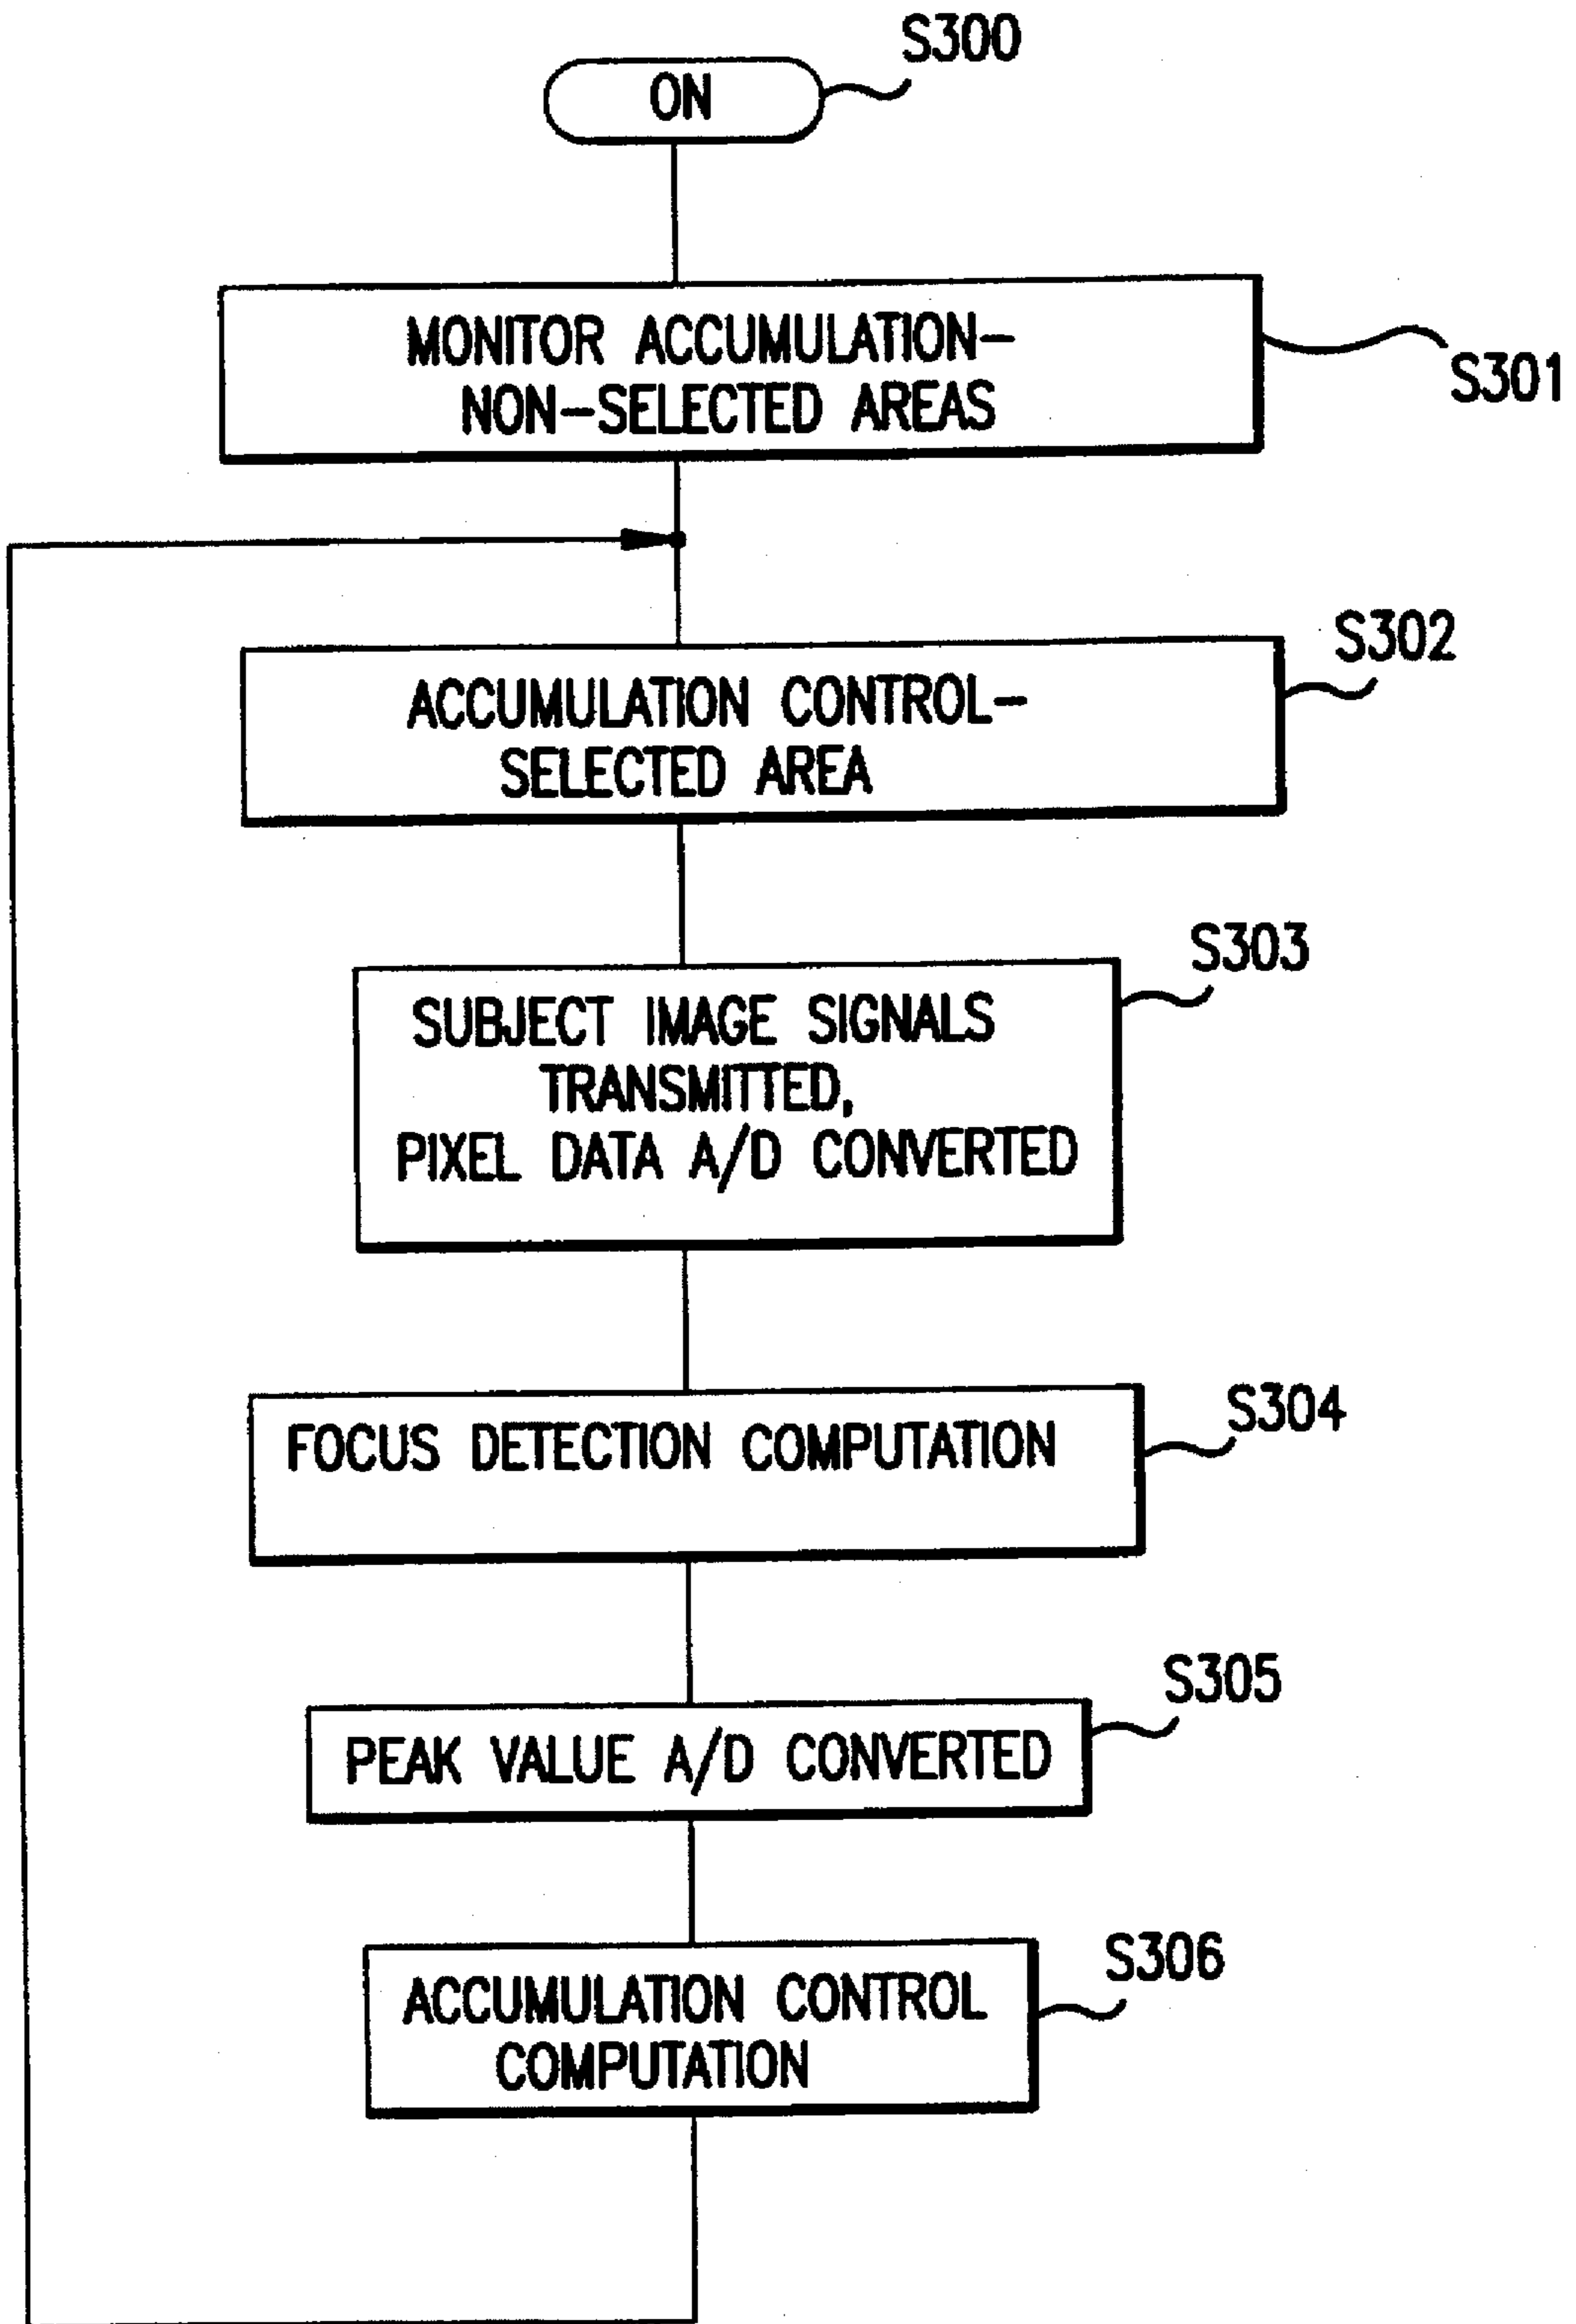 S300
ON
MONITOR ACCUMULATION-
NON-SELECTED AREAS
S301
S302
ACCUMULATION CONTROL-
SELECTED AREA
S303
SUBJECT IMAGE SIGNALS
TRANSMITTED,
PIXEL DATA A/D CONVERTED
S304
FOCUS DETECTION COMPUTATION
S305
PEAK VALUE A/D CONVERTED
S306
ACCUMULATION CONTROL
COMPUTATION